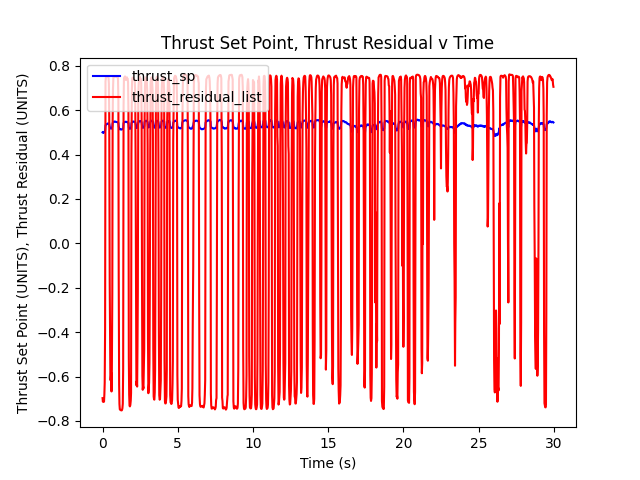 Thrust Set Point, Thrust Residual v Time
thrust_sp
thrust_residual_list
0.8
0.6
0.4
0.2
0.0
−0.2
−0.4
−0.6
−0.8
Thrust Set Point (UNITS), Thrust Residual (UNITS)
0 5 10 15 20 25 30
Time (s)